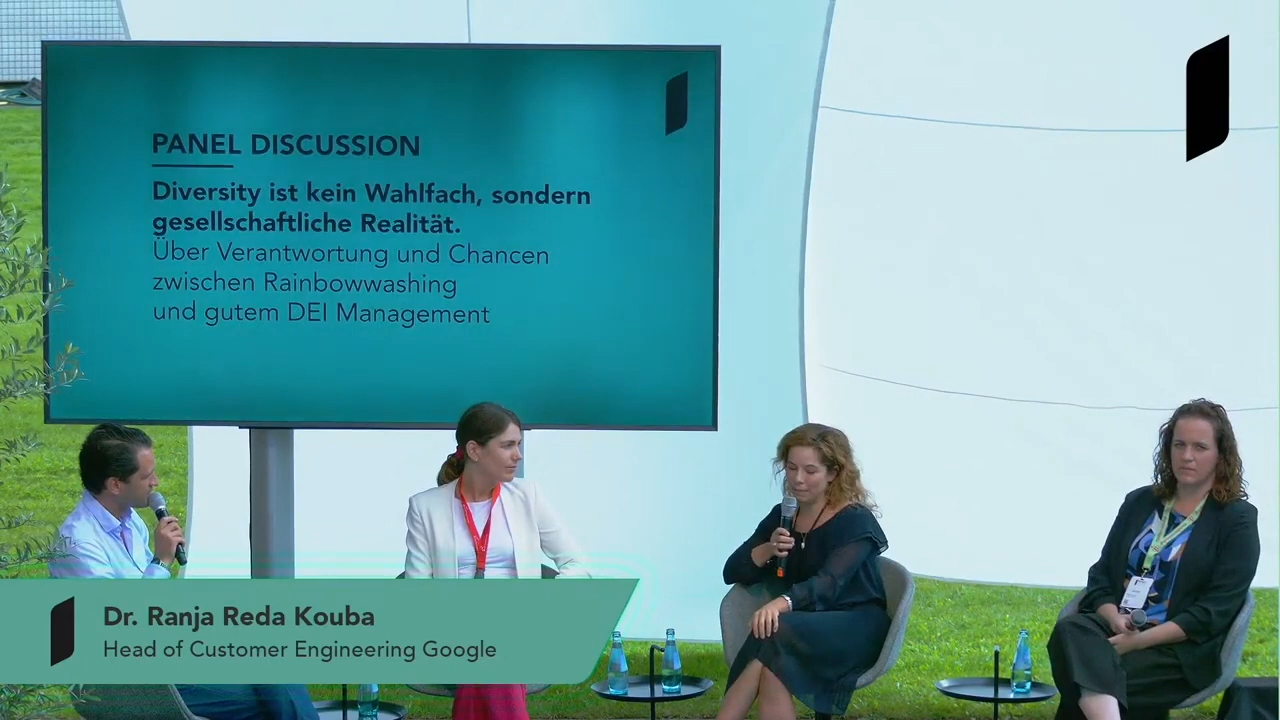 PANEL DISCUSSION
Diversity ist kein Wahlfach, sondern
gesellschaftliche Realität.
Über Verantwortung und Chancen
zwischen Rainbowwashing
und gutem DEI Management
Dr. Ranja Reda Kouba
Head of Customer Engineering Google